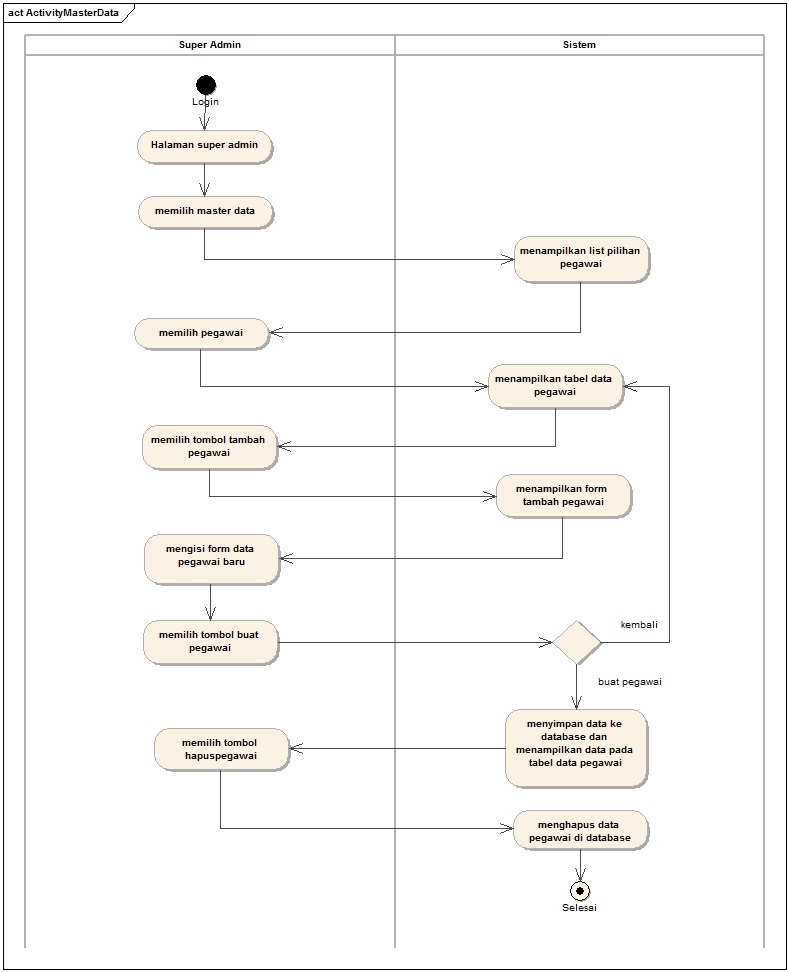 act ActivityMasterData
Super Admin
Sistem
Login
Halaman super admin
memilih master data
menampilkan list pilihan
pegawai
memilih pegawai
menampilkan tabel data
pegawai
memilih tombol tambah
pegawai
menampilkan form
tambah pegawai
mengisi form data
pegawai baru
memilih tombol buat
pegawai
kembali
buat pegawai
menyimpan data ke
database dan
menampilkan data pada
tabel data pegawai
memilih tombol
hapuspegawai
menghapus data
pegawai di database
Selesai